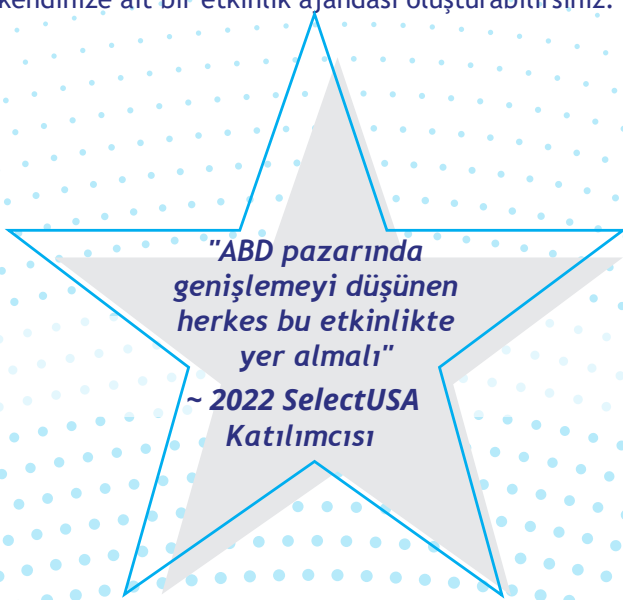 kendinize ait bir etkinlik ajandası oluşturabilirsiniz.
"ABD pazarında
genişlemeyi düşünen
herkes bu etkinlikte
yer almalı"
~ 2022 SelectUSA
Katılımcısı